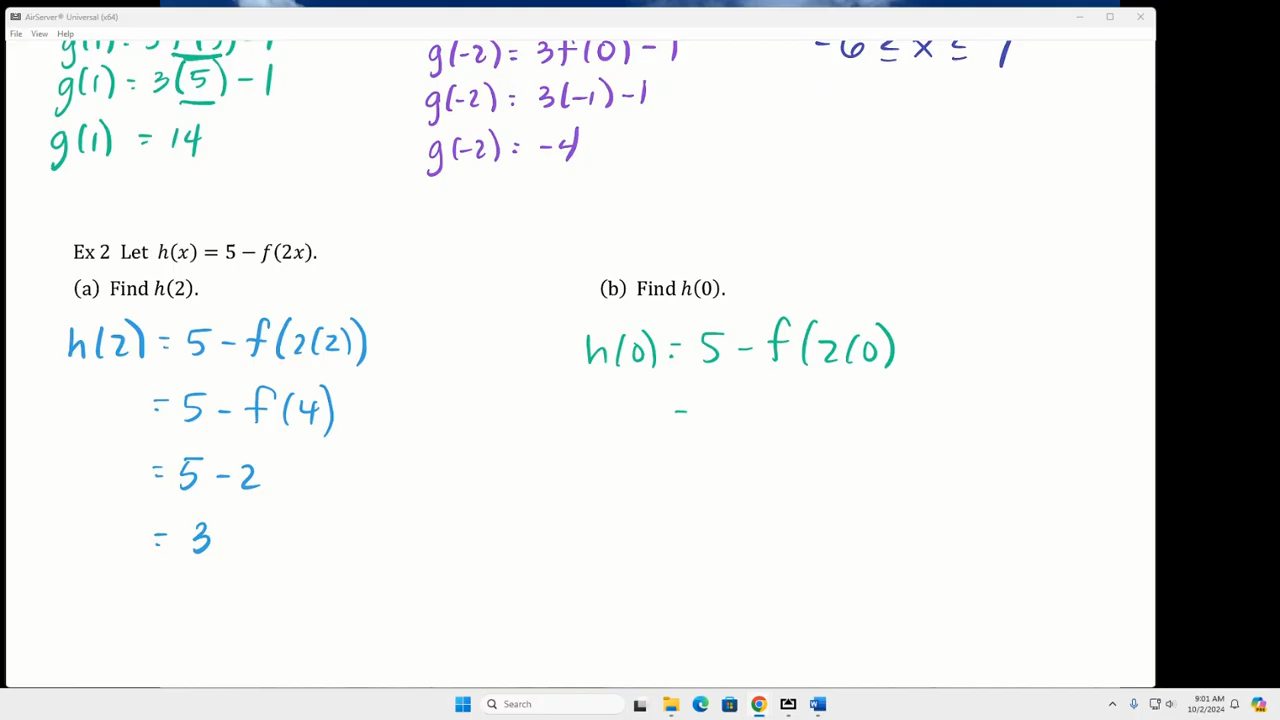 AirServer® Universal (x64)
File View Help
g(-2) = 3f(0) - 1
-6 ≤ x ≤ 1
g(1) = 3(5) - 1
g(-2) = 3(-1) - 1
g(1) = 14
g(-2) = -4
Ex 2 Let h(x) = 5 − f(2x).
(a) Find h(2).
(b) Find h(0).
h(2) = 5 - f(2(2))
= 5 - f(4)
= 5 - 2
= 3
h(0) = 5 - f(2(0)
-
Search
9:01 AM
10/2/2024